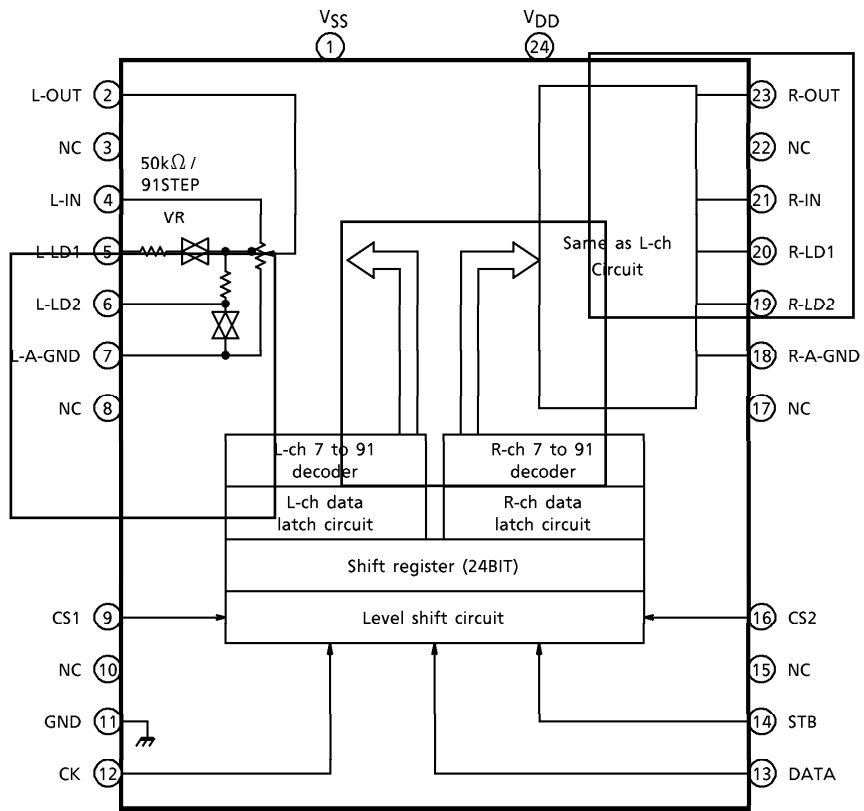 VSS
1
VDD
24
L-OUT 2
23 R-OUT
NC 3
22 NC
50kΩ /
91STEP
L-IN 4
21 R-IN
VR
L-LD1 5
Same as L-ch
Circuit
20 R-LD1
L-LD2 6
19 R-LD2
L-A-GND 7
18 R-A-GND
NC 8
17 NC
L-ch 7 to 91
decoder
R-ch 7 to 91
decoder
L-ch data
latch circuit
R-ch data
latch circuit
Shift register (24BIT)
CS1 9
Level shift circuit
16 CS2
NC 10
15 NC
GND 11
14 STB
CK 12
13 DATA